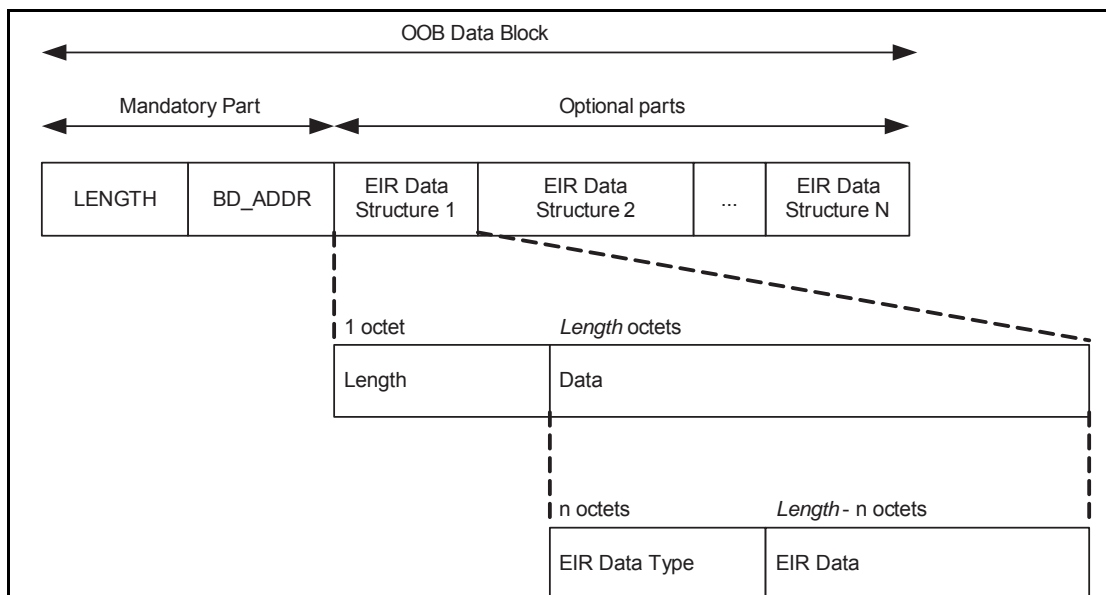 OOB Data Block
Mandatory Part
Optional parts
LENGTH
BD_ADDR
EIR Data
Structure 1
EIR Data
Structure 2
...
EIR Data
Structure N
1 octet
Length octets
Length
Data
n octets
Length - n octets
EIR Data Type
EIR Data